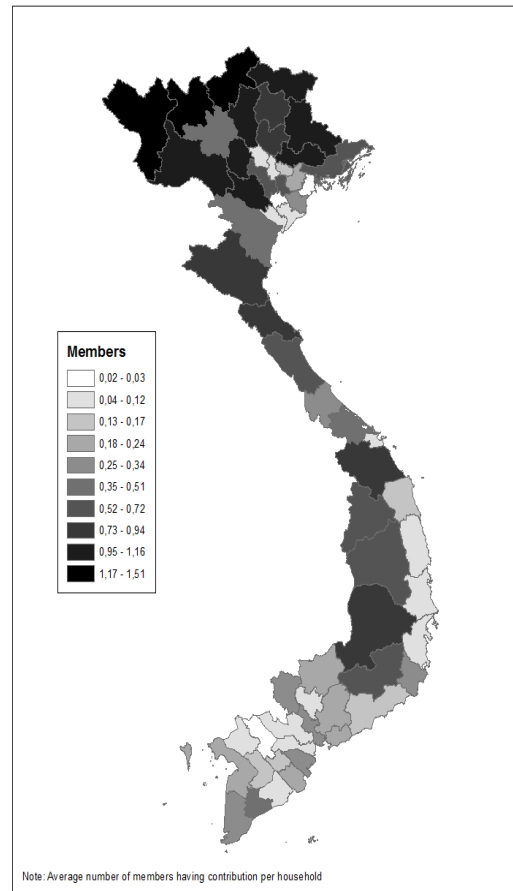 Members
0,02 - 0,03
0,04 - 0,12
0,13 - 0,17
0,18 - 0,24
0,25 - 0,34
0,35 - 0,51
0,52 - 0,72
0,73 - 0,94
0,95 - 1,16
1,17 - 1,51
Note: Average number of members having contribution per household